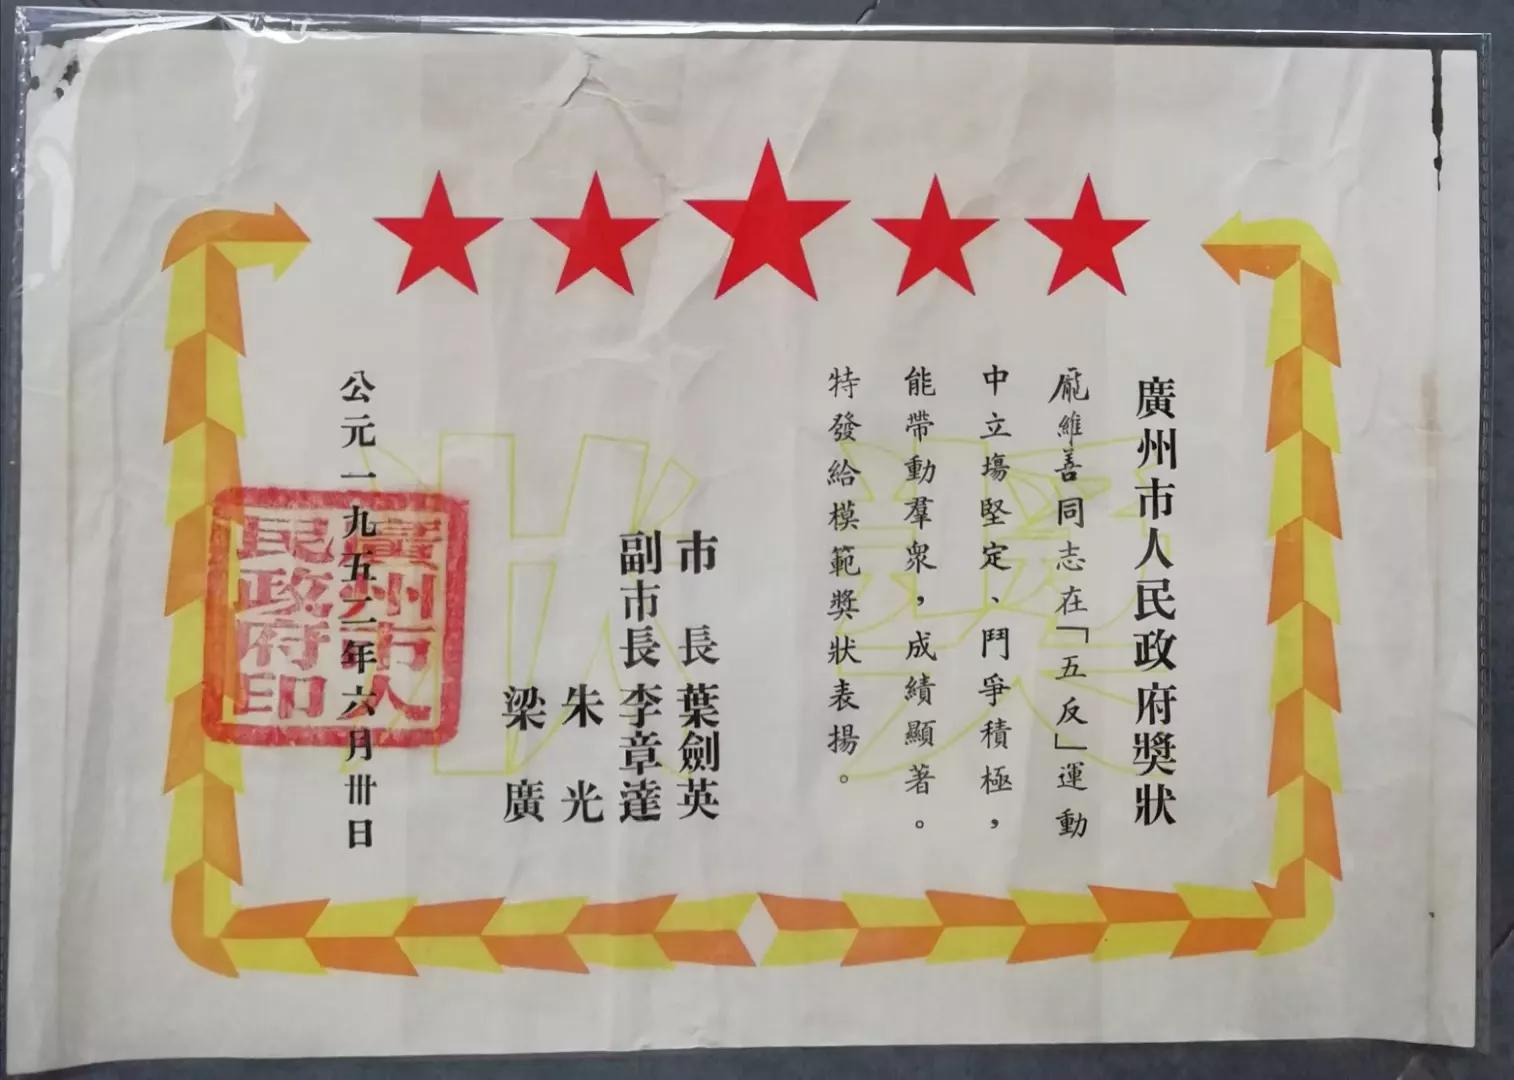 廣州市人民政府獎狀
龐維善同志在「五反」運動
中立塲堅定、鬥爭積極，
能帶動羣衆，成績顯著。
特發給模範獎狀表揚。
市長葉劍英
副市長李章達
朱光
梁廣
公元一九五二年六月卅日
廣州市人
民政府印
獎狀